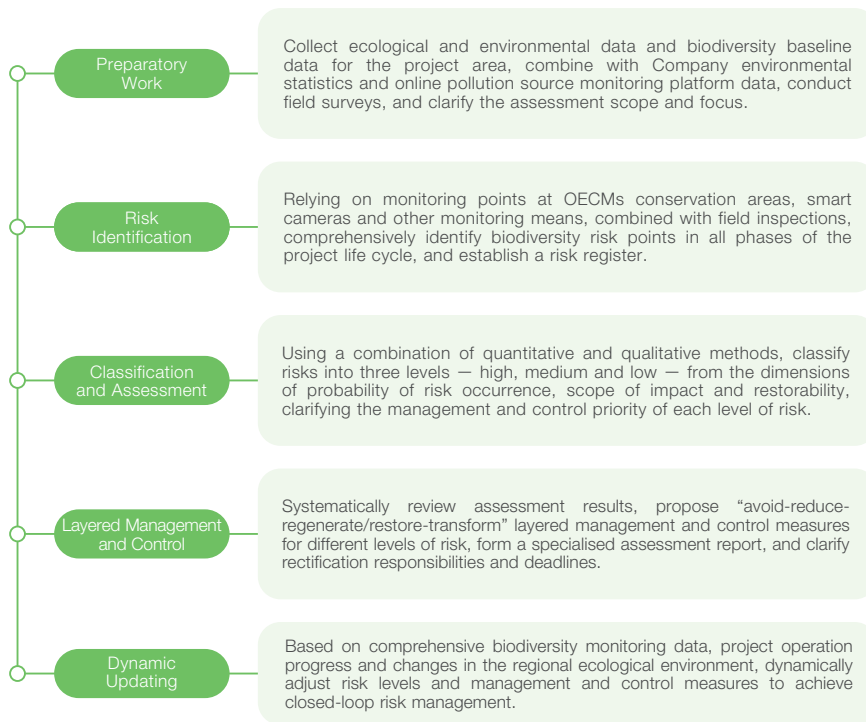 Preparatory
Work
Collect ecological and environmental data and biodiversity baseline
data for the project area, combine with Company environmental
statistics and online pollution source monitoring platform data, conduct
field surveys, and clarify the assessment scope and focus.
Risk
Identification
Relying on monitoring points at OECMs conservation areas, smart
cameras and other monitoring means, combined with field inspections,
comprehensively identify biodiversity risk points in all phases of the
project life cycle, and establish a risk register.
Classification
and Assessment
Using a combination of quantitative and qualitative methods, classify
risks into three levels — high, medium and low — from the dimensions
of probability of risk occurrence, scope of impact and restorability,
clarifying the management and control priority of each level of risk.
Layered Management
and Control
Systematically review assessment results, propose “avoid-reduce-
regenerate/restore-transform” layered management and control measures
for different levels of risk, form a specialised assessment report, and clarify
rectification responsibilities and deadlines.
Dynamic
Updating
Based on comprehensive biodiversity monitoring data, project operation
progress and changes in the regional ecological environment, dynamically
adjust risk levels and management and control measures to achieve
closed-loop risk management.